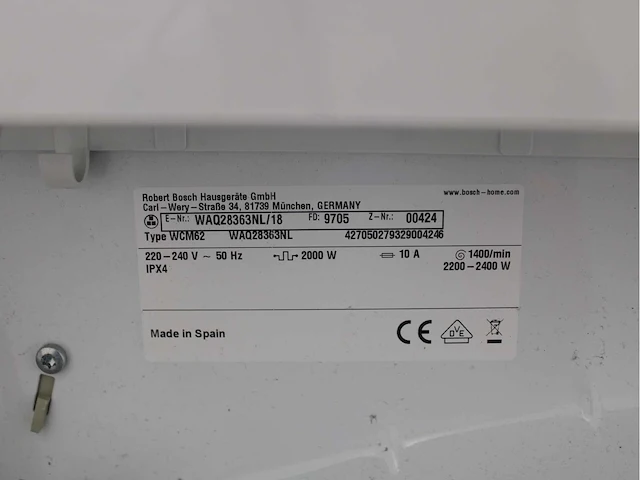 Robert Bosch Hausgeräte GmbH www.bosch-home.com
Carl-Wery-Straße 34, 81739 München, GERMANY
E-Nr.: WAQ28363NL/18 FD: 9705 Z-Nr.: 00424
Type WCM62 WAQ28363NL 427050279329004246
220-240 V ~ 50 Hz 2000 W 10 A 1400/min
IPX4 2200-2400 W
Made in Spain CE DVE